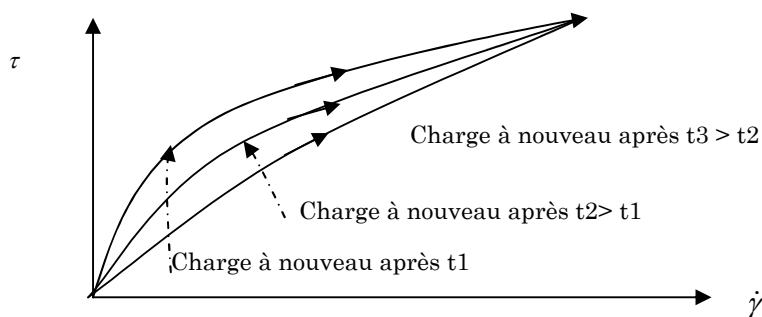 τ
Charge à nouveau après t3 > t2
Charge à nouveau après t2> t1
Charge à nouveau après t1
γ̇